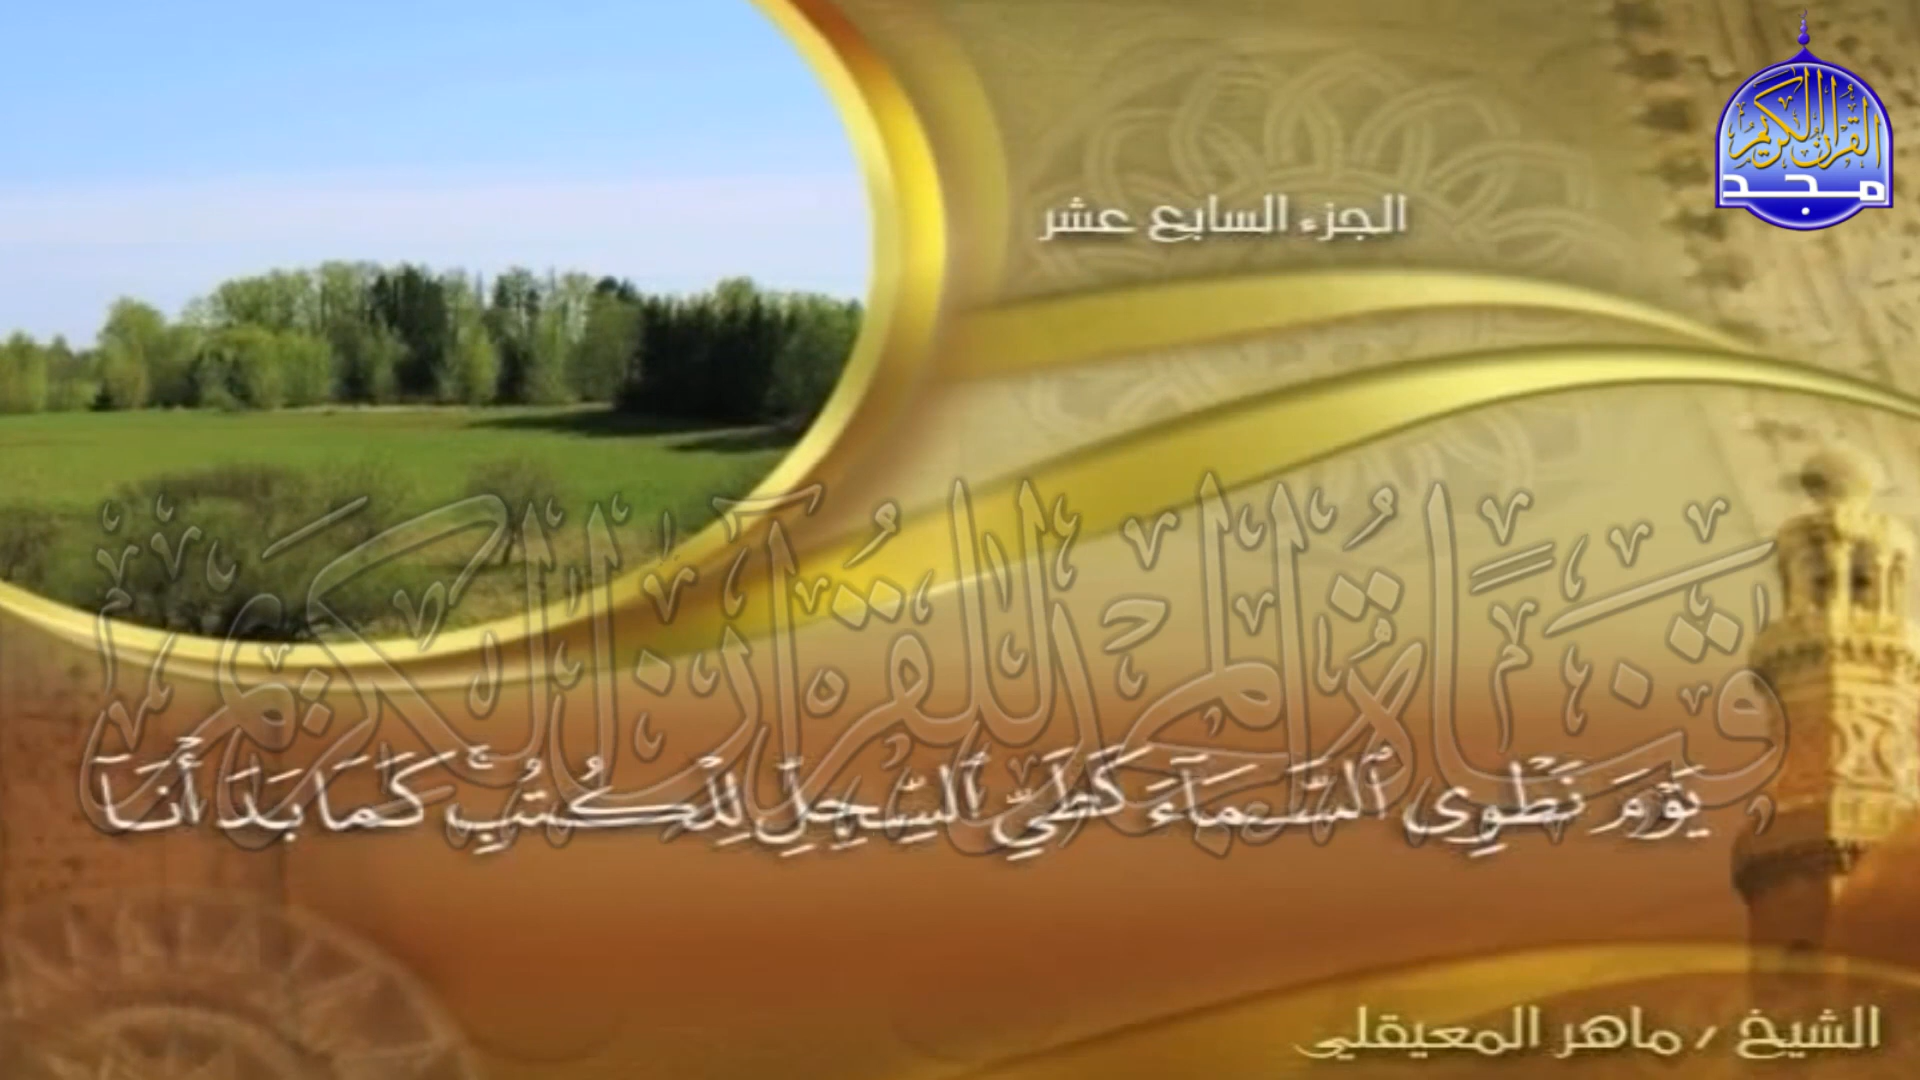 القرآن الكريم
مجد
الجزء السابع عشر
قناة المجد للقرآن الكريم
يَوْمَ نَطْوِي ٱلسَّمَآءَ كَطَيِّ ٱلسِّجِلِّ لِلْكُتُبِ ۚ كَمَا بَدَأْنَآ
الشيخ / ماهر المعيقلي